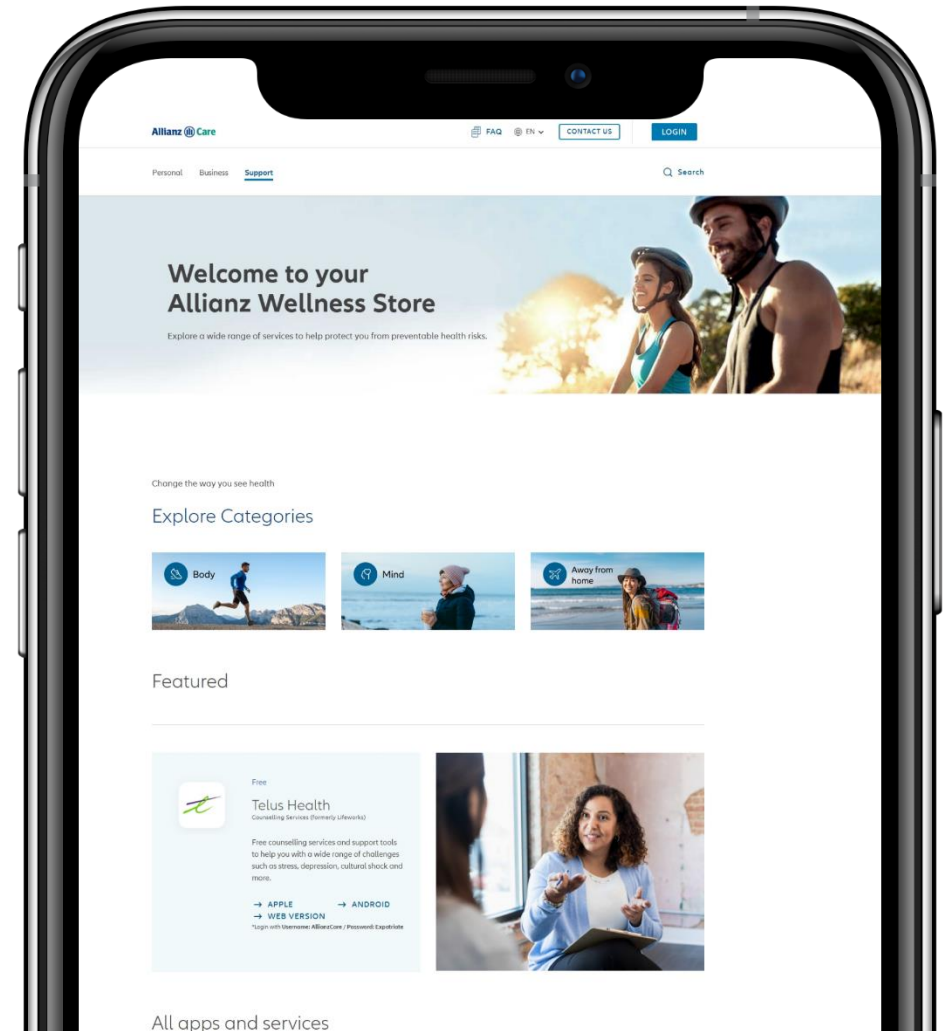 Allianz Care
FAQ EN CONTACT US LOGIN
Personal Business Support Search
Welcome to your
Allianz Wellness Store
Explore a wide range of services to help protect you from preventable health risks.
Change the way you see health
Explore Categories
Body
Mind
Away from
home
Featured
Free
Telus Health
Counselling Services (formerly Lifeworks)
Free counselling services and support tools
to help you with a wide range of challenges
such as stress, depression, cultural shock and
more.
→ APPLE → ANDROID
→ WEB VERSION
*Login with Username: AllianzCare / Password: Expatriate
All apps and services